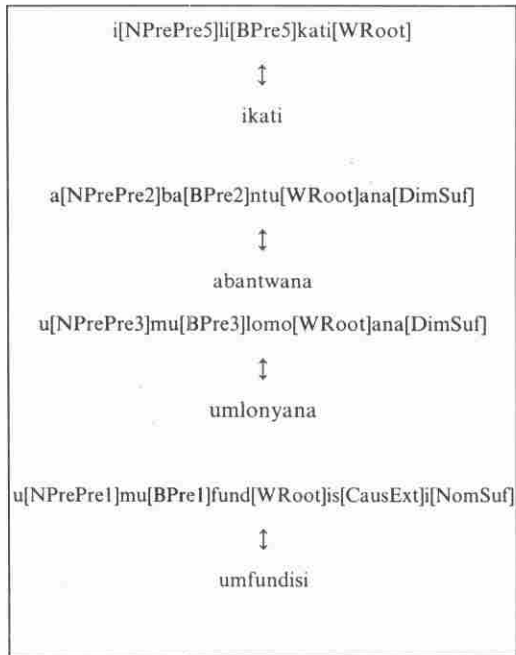 i[NPrePre5]li[BPre5]kati[WRoot]
↕
ikati
a[NPrePre2]ba[BPre2]ntu[WRoot]ana[DimSuf]
↕
abantwana
u[NPrePre3]mu[BPre3]lomo[WRoot]ana[DimSuf]
↕
umlonyana
u[NPrePre1]mu[BPre1]fund[WRoot]is[CausExt]i[NomSuf]
↕
umfundisi